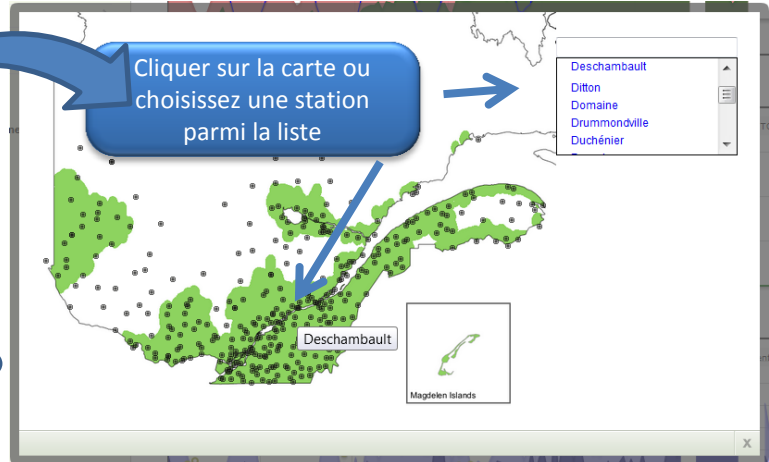 Cliquer sur la carte ou
choisissez une station
parmi la liste
Deschambault
Ditton
Domaine
Drummondville
Duchénier
Deschambault
Magdelen Islands
X